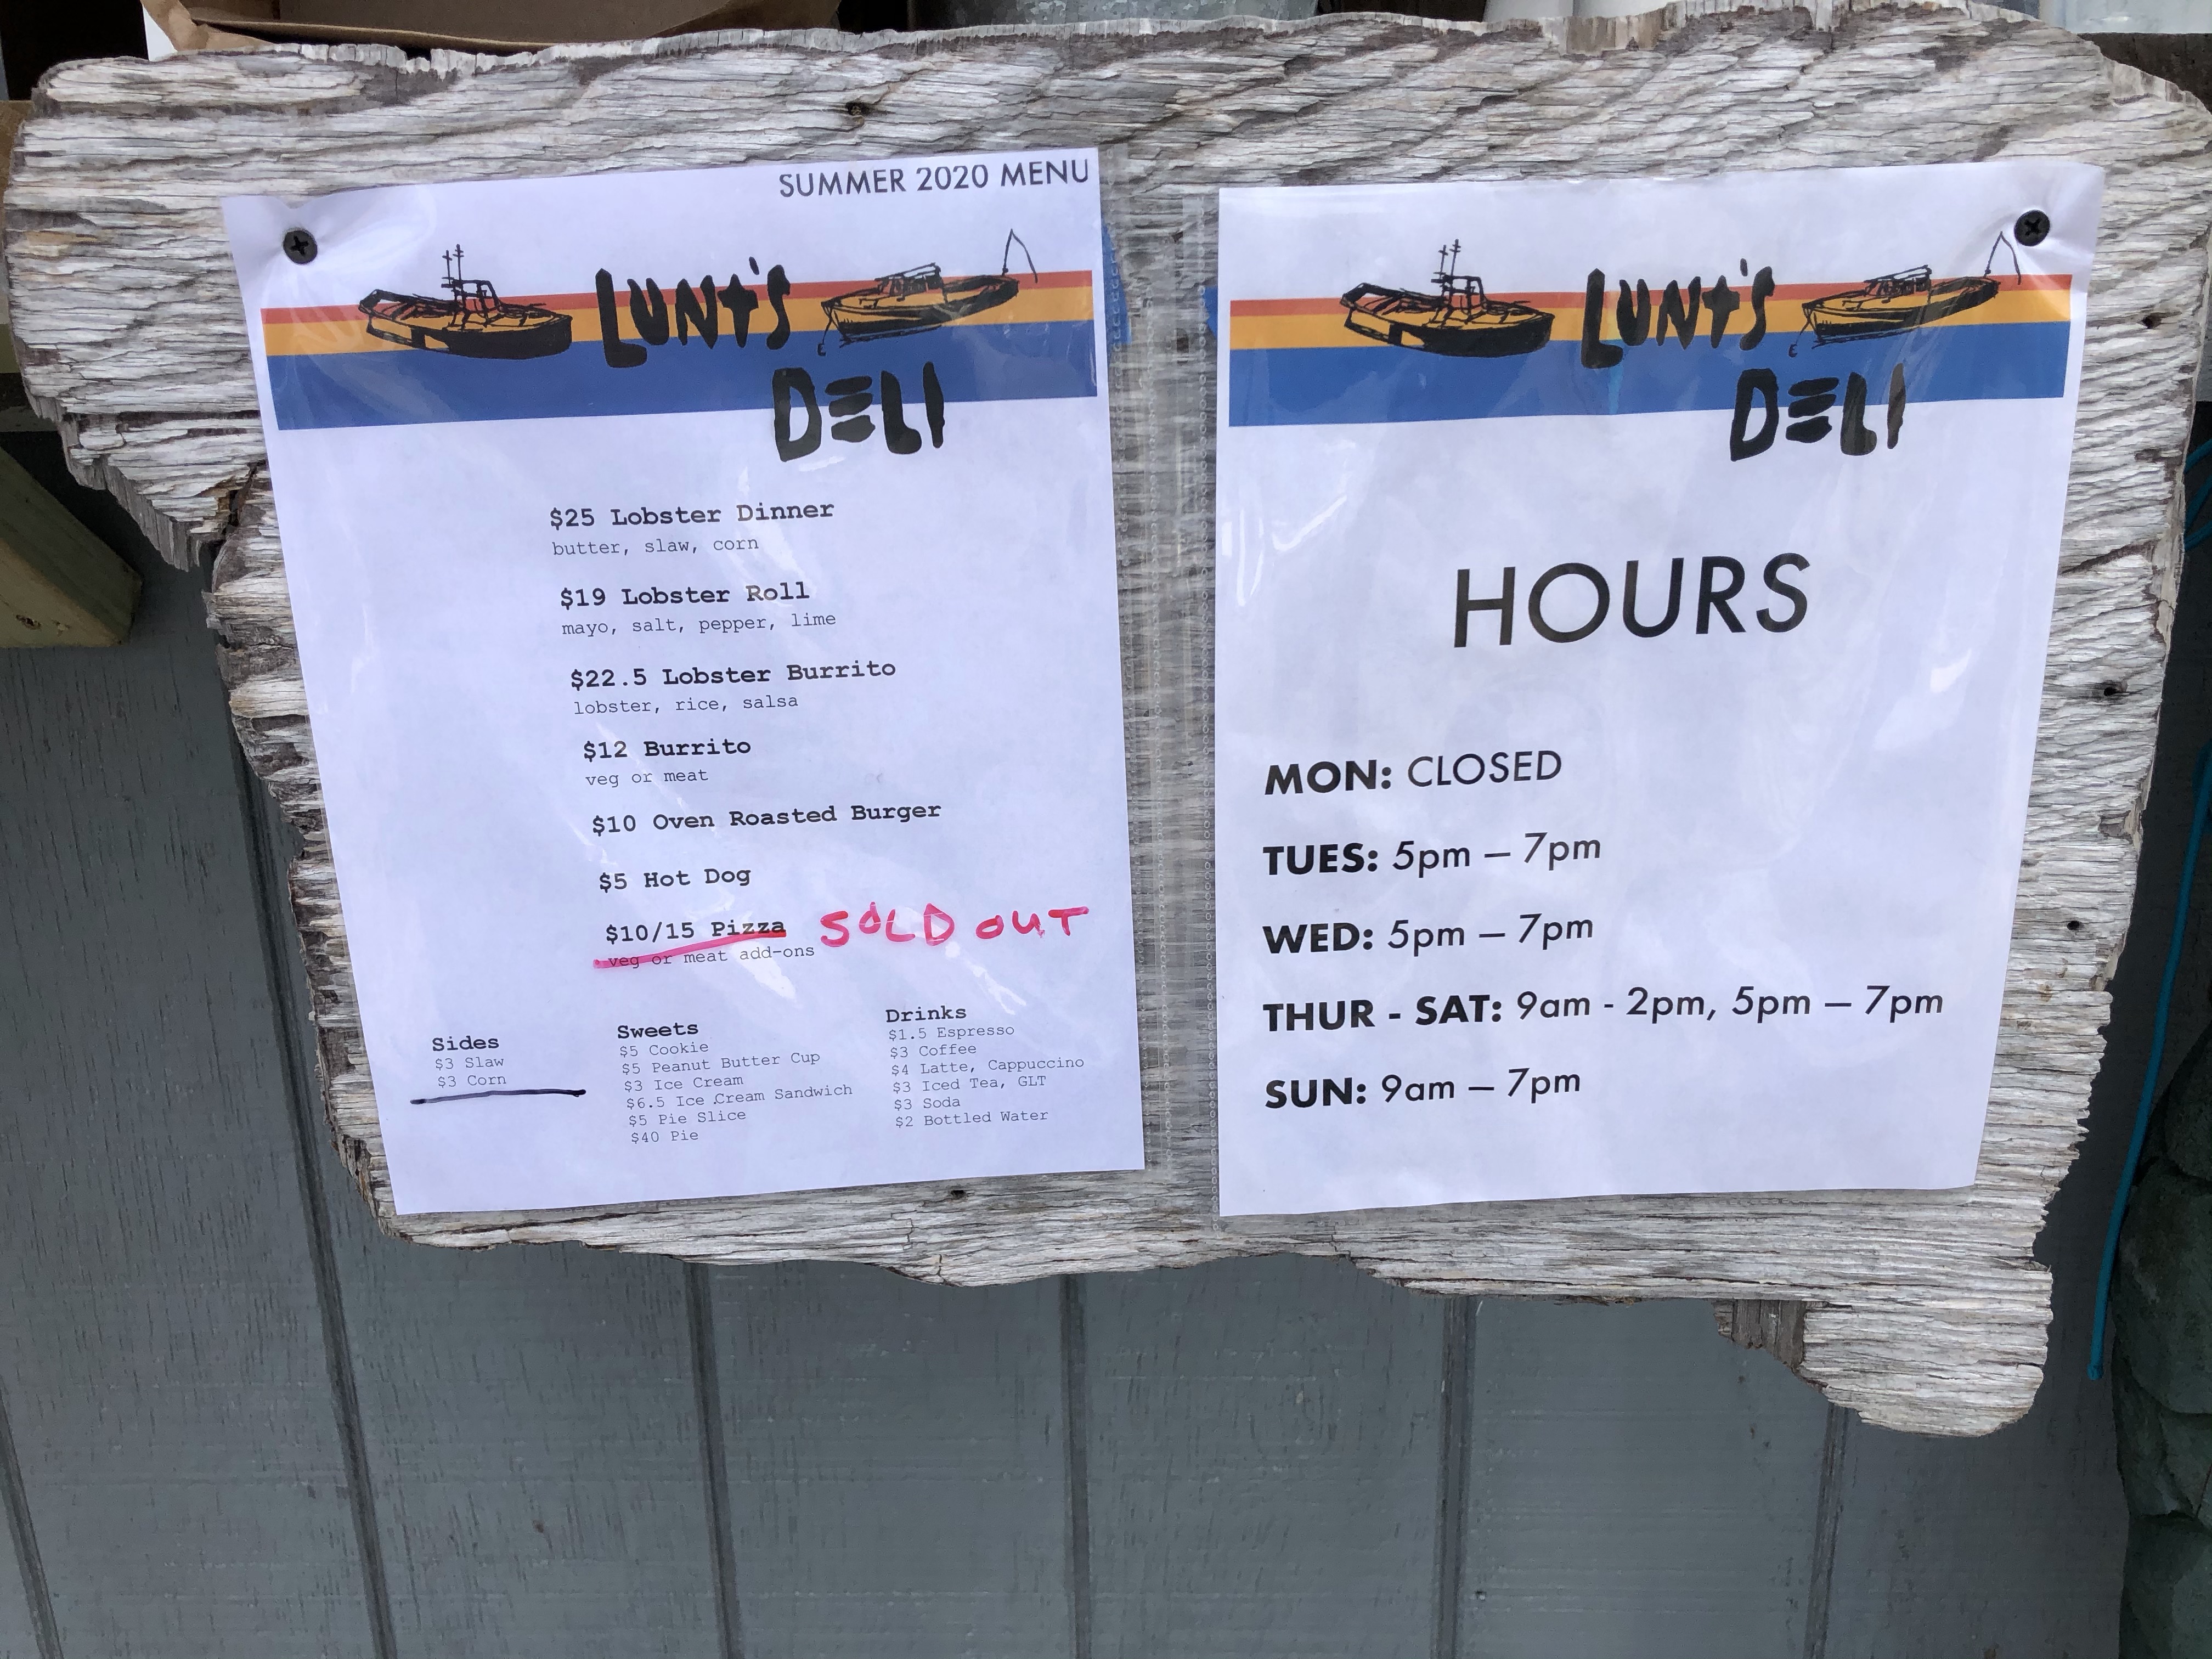 SUMMER 2020 MENU
LUNT'S
DELI
$25 Lobster Dinner
butter, slaw, corn
$19 Lobster Roll
mayo, salt, pepper, lime
$22.5 Lobster Burrito
lobster, rice, salsa
$12 Burrito
veg or meat
$10 Oven Roasted Burger
$5 Hot Dog
$10/15 Pizza SOLD OUT
veg or meat add-ons
Sides
$3 Slaw
$3 Corn
Sweets
$5 Cookie
$5 Peanut Butter Cup
$3 Ice Cream
$6.5 Ice Cream Sandwich
$5 Pie Slice
$40 Pie
Drinks
$1.5 Espresso
$3 Coffee
$4 Latte, Cappuccino
$3 Iced Tea, GLT
$3 Soda
$2 Bottled Water
LUNT'S
DELI
HOURS
MON: CLOSED
TUES: 5pm – 7pm
WED: 5pm – 7pm
THUR - SAT: 9am - 2pm, 5pm – 7pm
SUN: 9am – 7pm